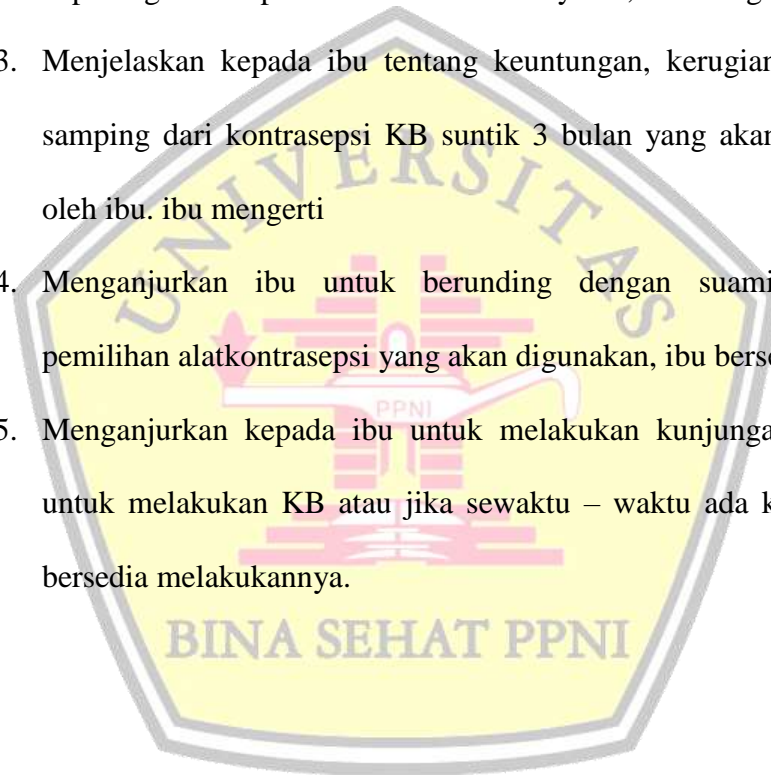 3. Menjelaskan kepada ibu tentang keuntungan, kerugian
samping dari kontrasepsi KB suntik 3 bulan yang akan
oleh ibu. ibu mengerti
4. Menganjurkan ibu untuk berunding dengan suami
pemilihan alatkontrasepsi yang akan digunakan, ibu
5. Menganjurkan kepada ibu untuk melakukan
untuk melakukan KB atau jika sewaktu – waktu ada
bersedia melakukannya.
UNIVERSITAS
PPNI
BINA SEHAT PPNI